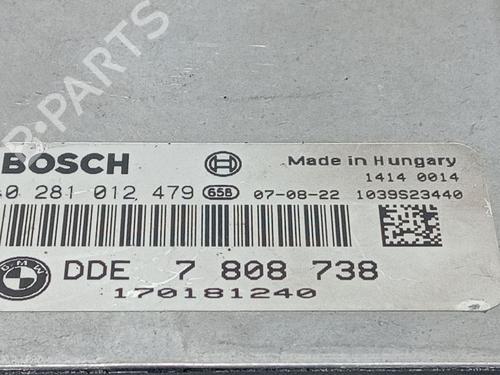 PARTS
BOSCH
Made in Hungary
1414 0014
0 281 012 479 658 07-08-22 1039S23440
BMW DDE 7 808 738
170181240